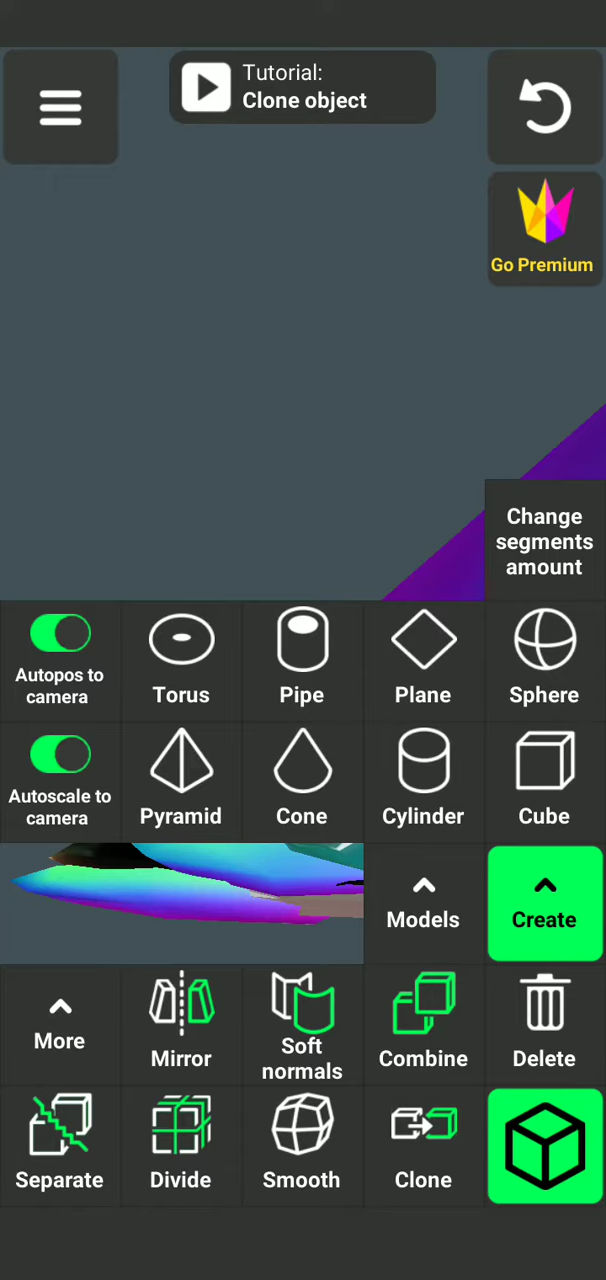 Tutorial:
Clone object
Go Premium
Change
segments
amount
Autopos to
camera
Torus
Pipe
Plane
Sphere
Autoscale to
camera
Pyramid
Cone
Cylinder
Cube
Models
Create
More
Mirror
Soft
normals
Combine
Delete
Separate
Divide
Smooth
Clone